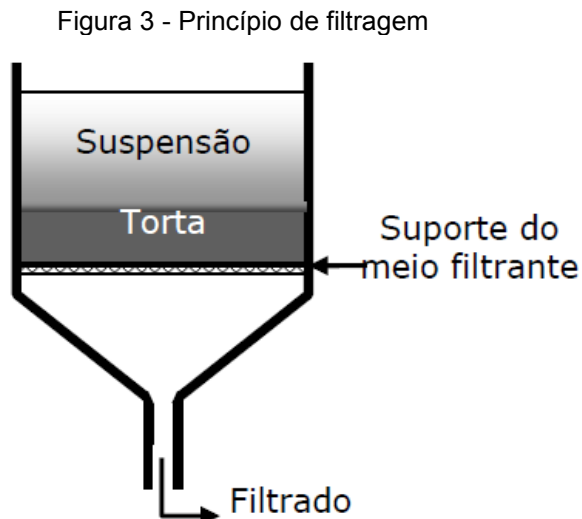 Figura 3 - Princípio de filtragem
Suspensão
Torta
Suporte do
meio filtrante
Filtrado